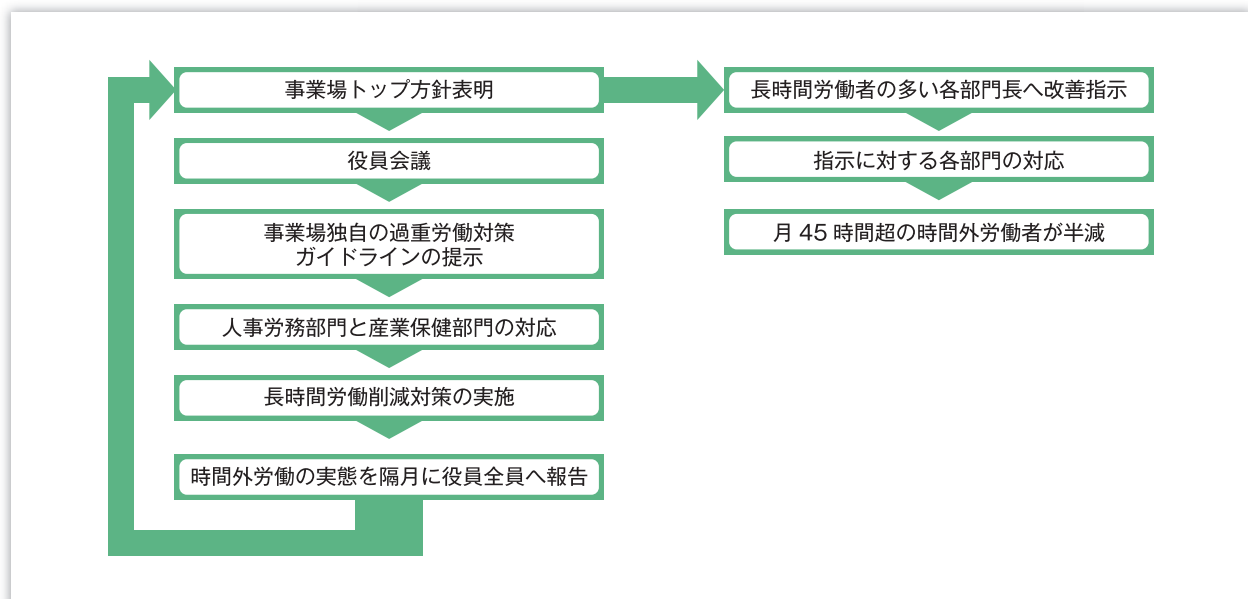 事業場トップ方針表明
役員会議
事業場独自の過重労働対策
ガイドラインの提示
人事労務部門と産業保健部門の対応
長時間労働削減対策の実施
時間外労働の実態を隔月に役員全員へ報告
長時間労働者の多い各部門長へ改善指示
指示に対する各部門の対応
月45時間超の時間外労働者が半減